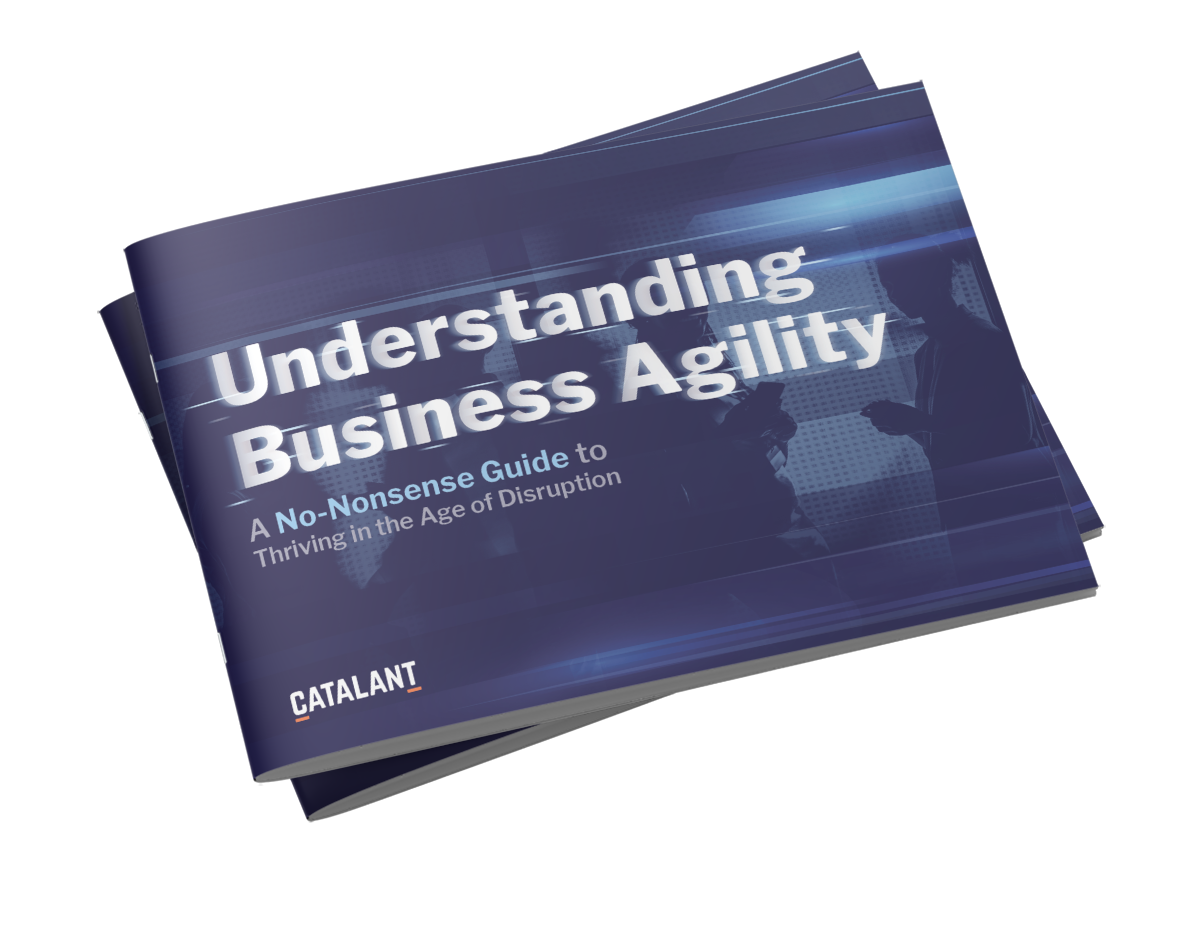 Understanding
Business Agility
A No-Nonsense Guide to
Thriving in the Age of Disruption
CATALANT